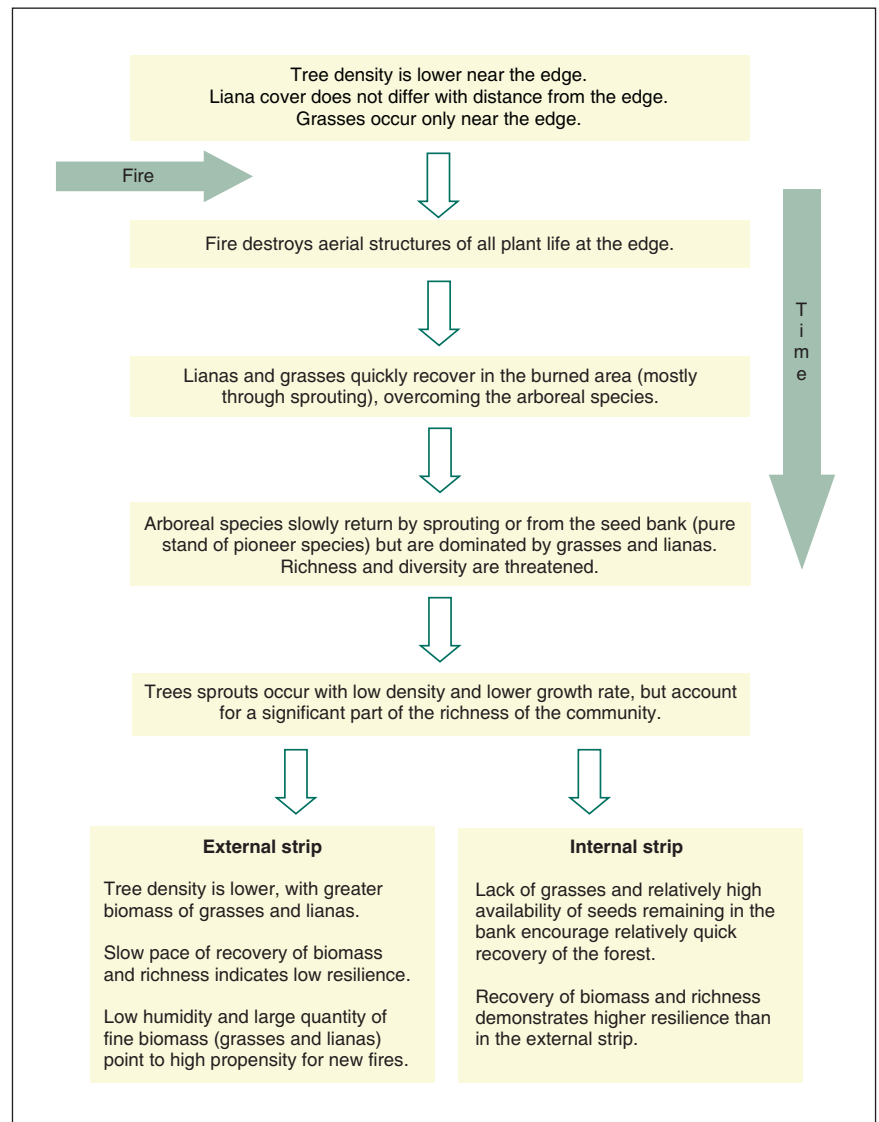 Tree density is lower near the edge.
Liana cover does not differ with distance from the edge.
Grasses occur only near the edge.
Fire
Fire destroys aerial structures of all plant life at the edge.
Time
Lianas and grasses quickly recover in the burned area (mostly
through sprouting), overcoming the arboreal species.
Arboreal species slowly return by sprouting or from the seed bank (pure
stand of pioneer species) but are dominated by grasses and lianas.
Richness and diversity are threatened.
Trees sprouts occur with low density and lower growth rate, but account
for a significant part of the richness of the community.
External strip
Tree density is lower, with greater
biomass of grasses and lianas.
Slow pace of recovery of biomass
and richness indicates low resilience.
Low humidity and large quantity of
fine biomass (grasses and lianas)
point to high propensity for new fires.
Internal strip
Lack of grasses and relatively high
availability of seeds remaining in the
bank encourage relatively quick
recovery of the forest.
Recovery of biomass and richness
demonstrates higher resilience than
in the external strip.